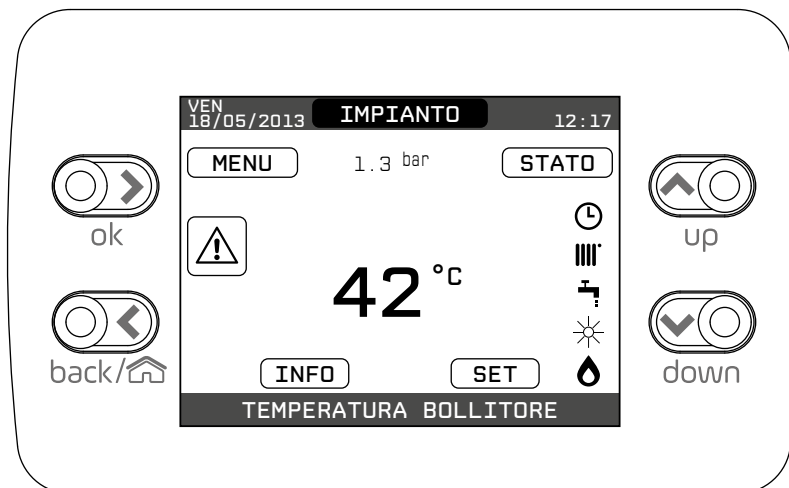 VEN
18/05/2013 IMPIANTO 12:17
MENU 1.3 bar STATO
ok
up
42 °C
back/
INFO SET
down
TEMPERATURA BOLLITORE